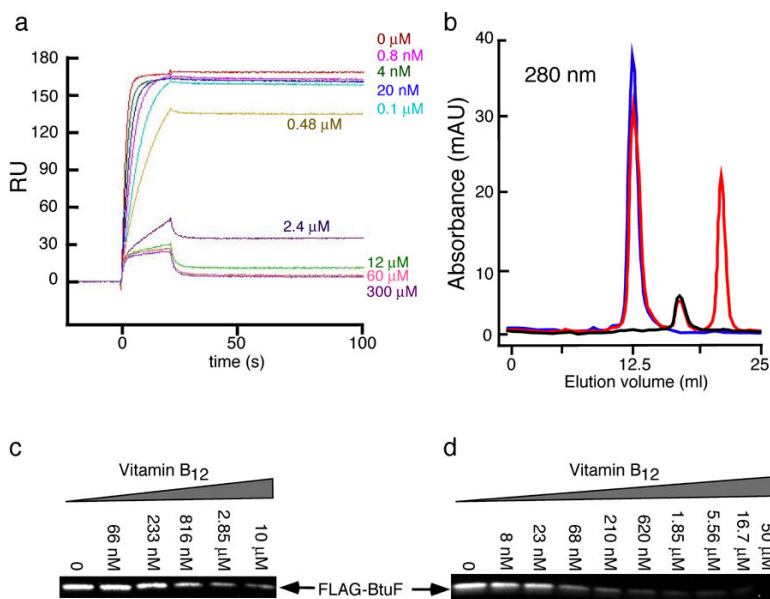 a
180
150
120
90
60
30
0
RU
0
50
100
time (s)
0 μM
0.8 nM
4 nM
20 nM
0.1 μM
0.48 μM
2.4 μM
12 μM
60 μM
300 μM
b
280 nm
40
30
20
10
0
Absorbance (mAU)
0
12.5
25
Elution volume (ml)
c
Vitamin B12
0
66 nM
233 nM
816 nM
2.85 μM
10 μM
FLAG-BtuF
d
Vitamin B12
0
8 nM
23 nM
68 nM
210 nM
620 nM
1.85 μM
5.56 μM
16.7 μM
50 μM